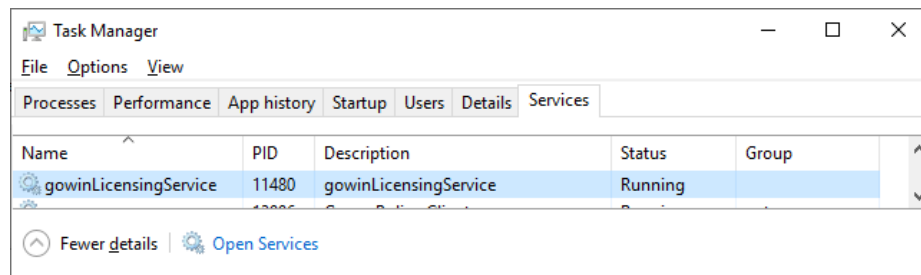 Task Manager
File Options View
Processes Performance App history Startup Users Details Services
Name PID Description Status Group
gowinLicensingService 11480 gowinLicensingService Running
Fewer details Open Services